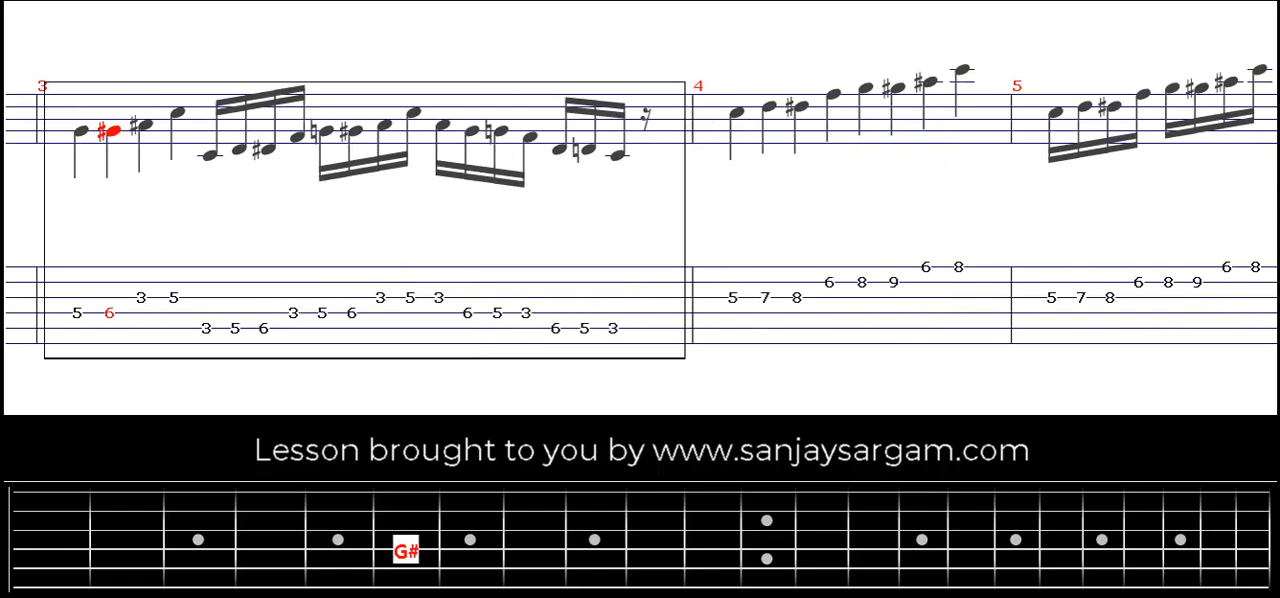 3 4 5
3 5 6 8 6 8
6 8 9 6 8 9
3 5 3 5 3 5 7 8 5 7 8
5 6 3 5 6 6 5 3
3 5 6 6 5 3
Lesson brought to you by www.sanjaysargam.com
G#